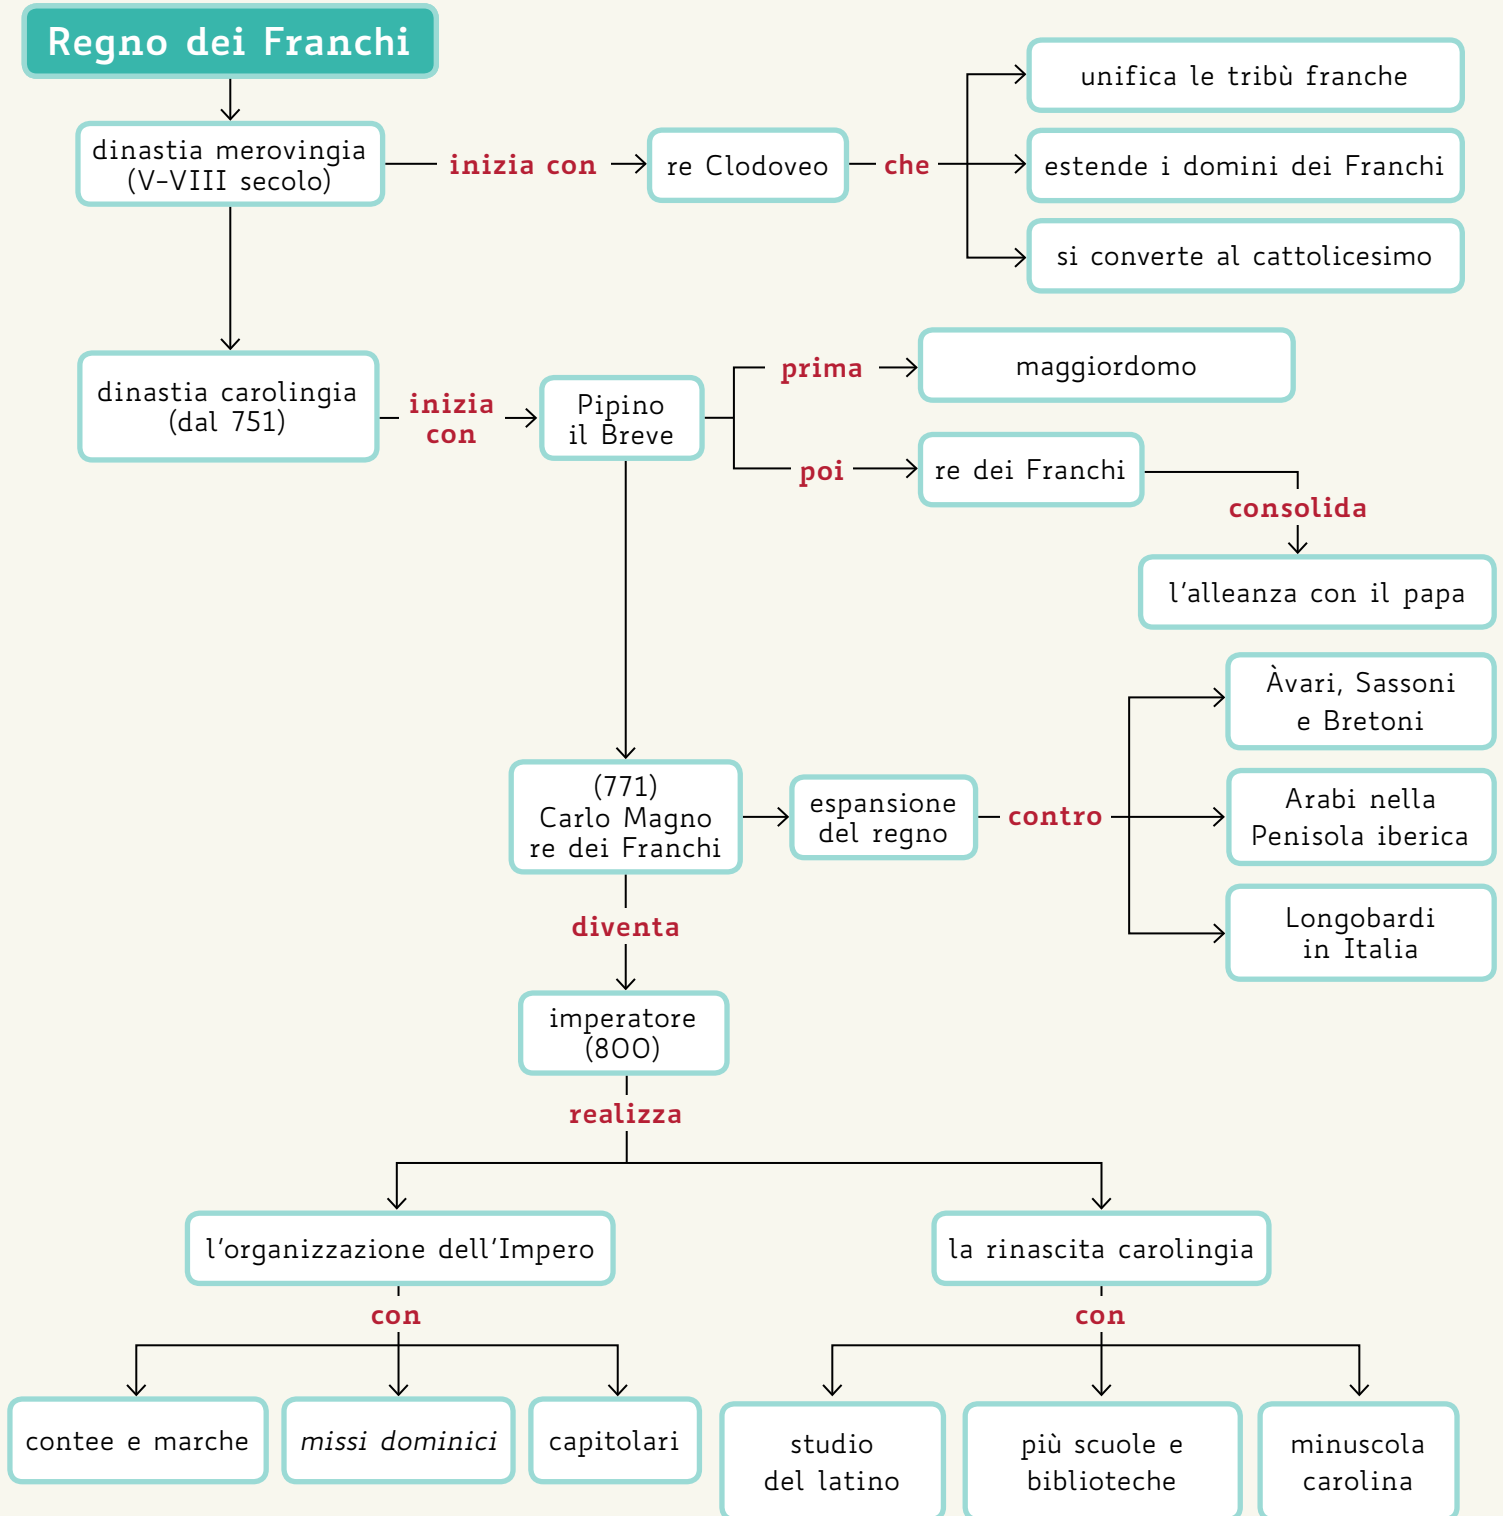 Regno dei Franchi
dinastia merovingia
(V-VIII secolo)
inizia con
re Clodoveo
che
unifica le tribù franche
estende i domini dei Franchi
si converte al cattolicesimo
dinastia carolingia
(dal 751)
inizia
con
Pipino
il Breve
prima
maggiordomo
poi
re dei Franchi
consolida
l'alleanza con il papa
(771)
Carlo Magno
re dei Franchi
espansione
del regno
contro
Àvari, Sassoni
e Bretoni
Arabi nella
Penisola iberica
Longobardi
in Italia
diventa
imperatore
(800)
realizza
l'organizzazione dell'Impero
con
contee e marche
missi dominici
capitolari
la rinascita carolingia
con
studio
del latino
più scuole e
biblioteche
minuscola
carolina